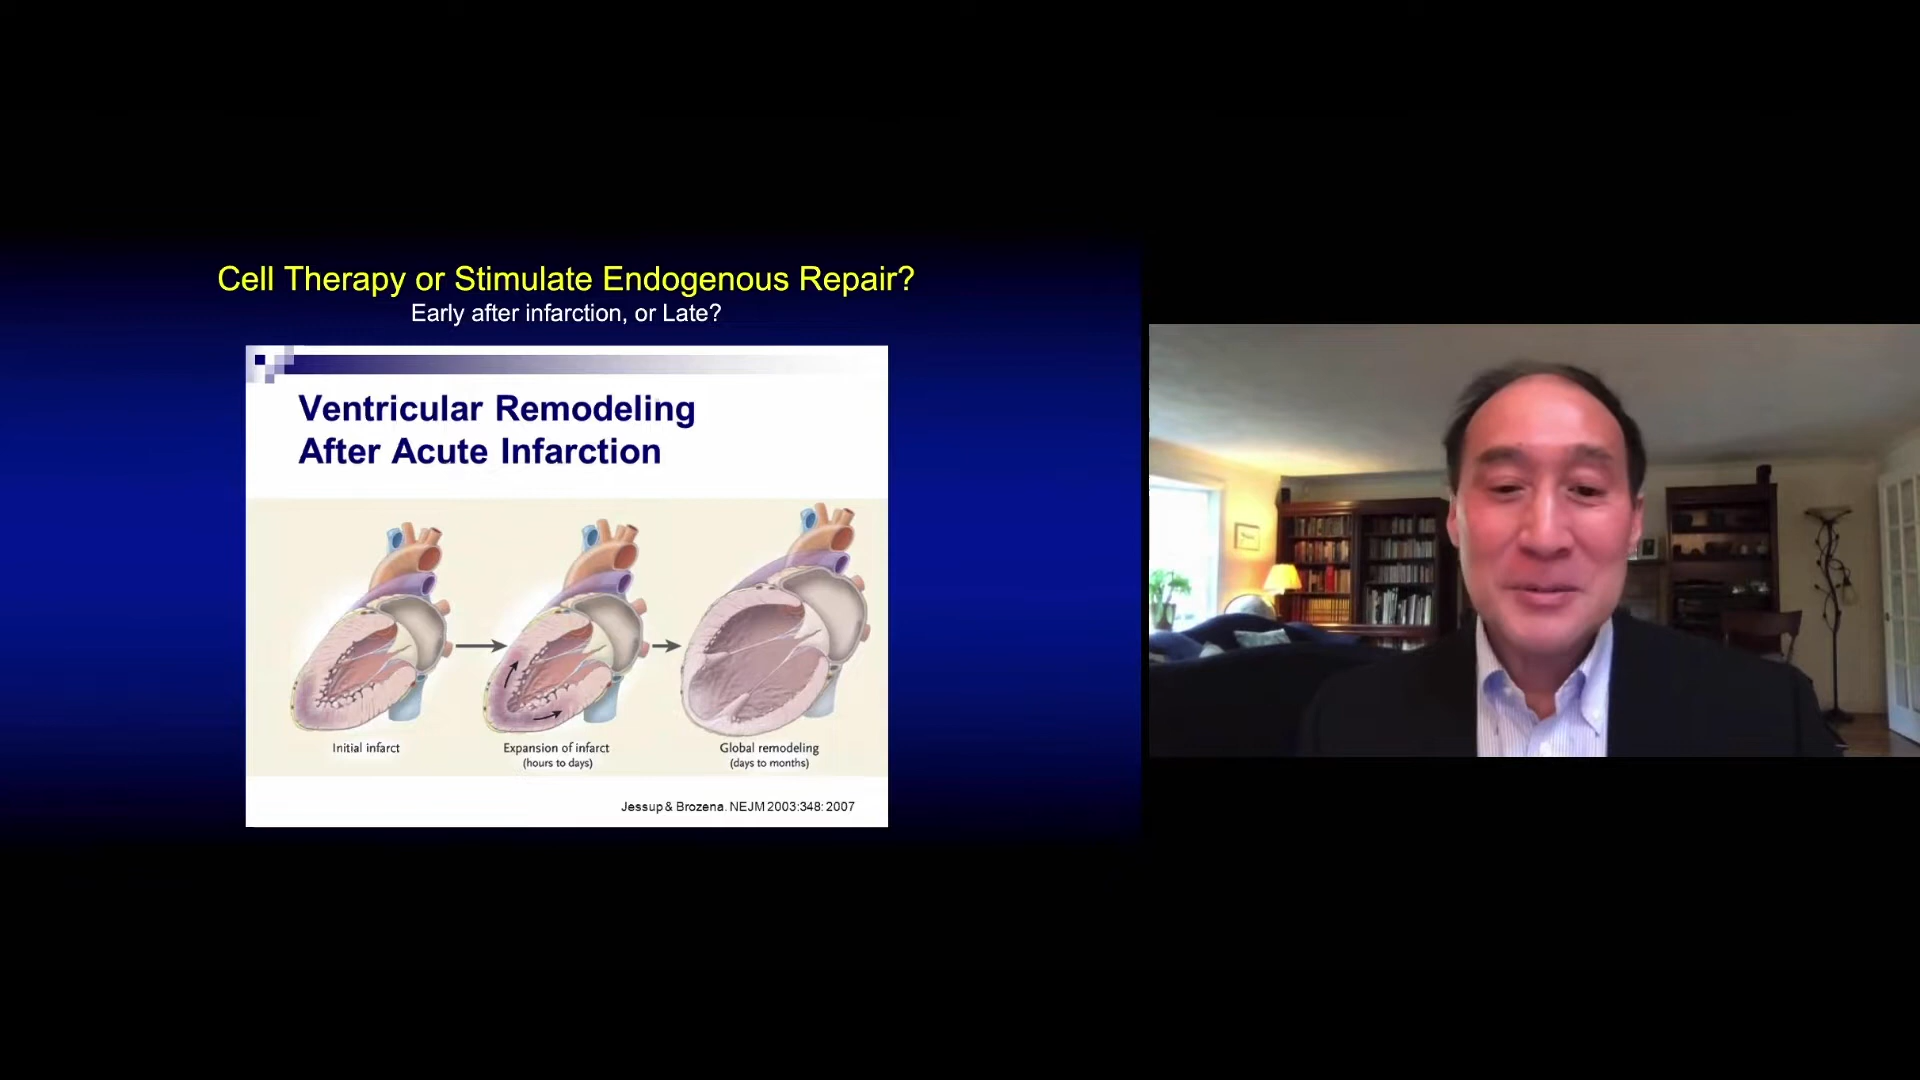 Cell Therapy or Stimulate Endogenous Repair?
Early after infarction, or Late?
Ventricular Remodeling
After Acute Infarction
Initial infarct
Expansion of infarct
(hours to days)
Global remodeling
(days to months)
Jessup & Brozena. NEJM 2003:348: 2007